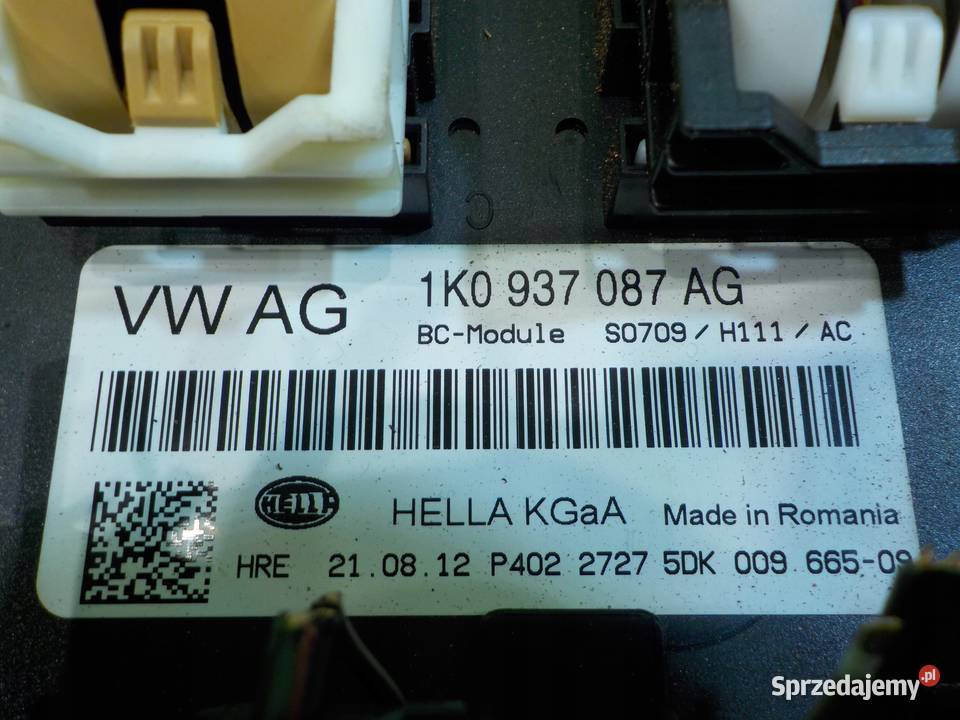 VW AG 1K0 937 087 AG
BC-Module S0709 / H111 / AC
HELLA HELLA KGaA Made in Romania
HRE 21.08.12 P402 2727 5DK 009 665-09
Sprzedajemy.pl